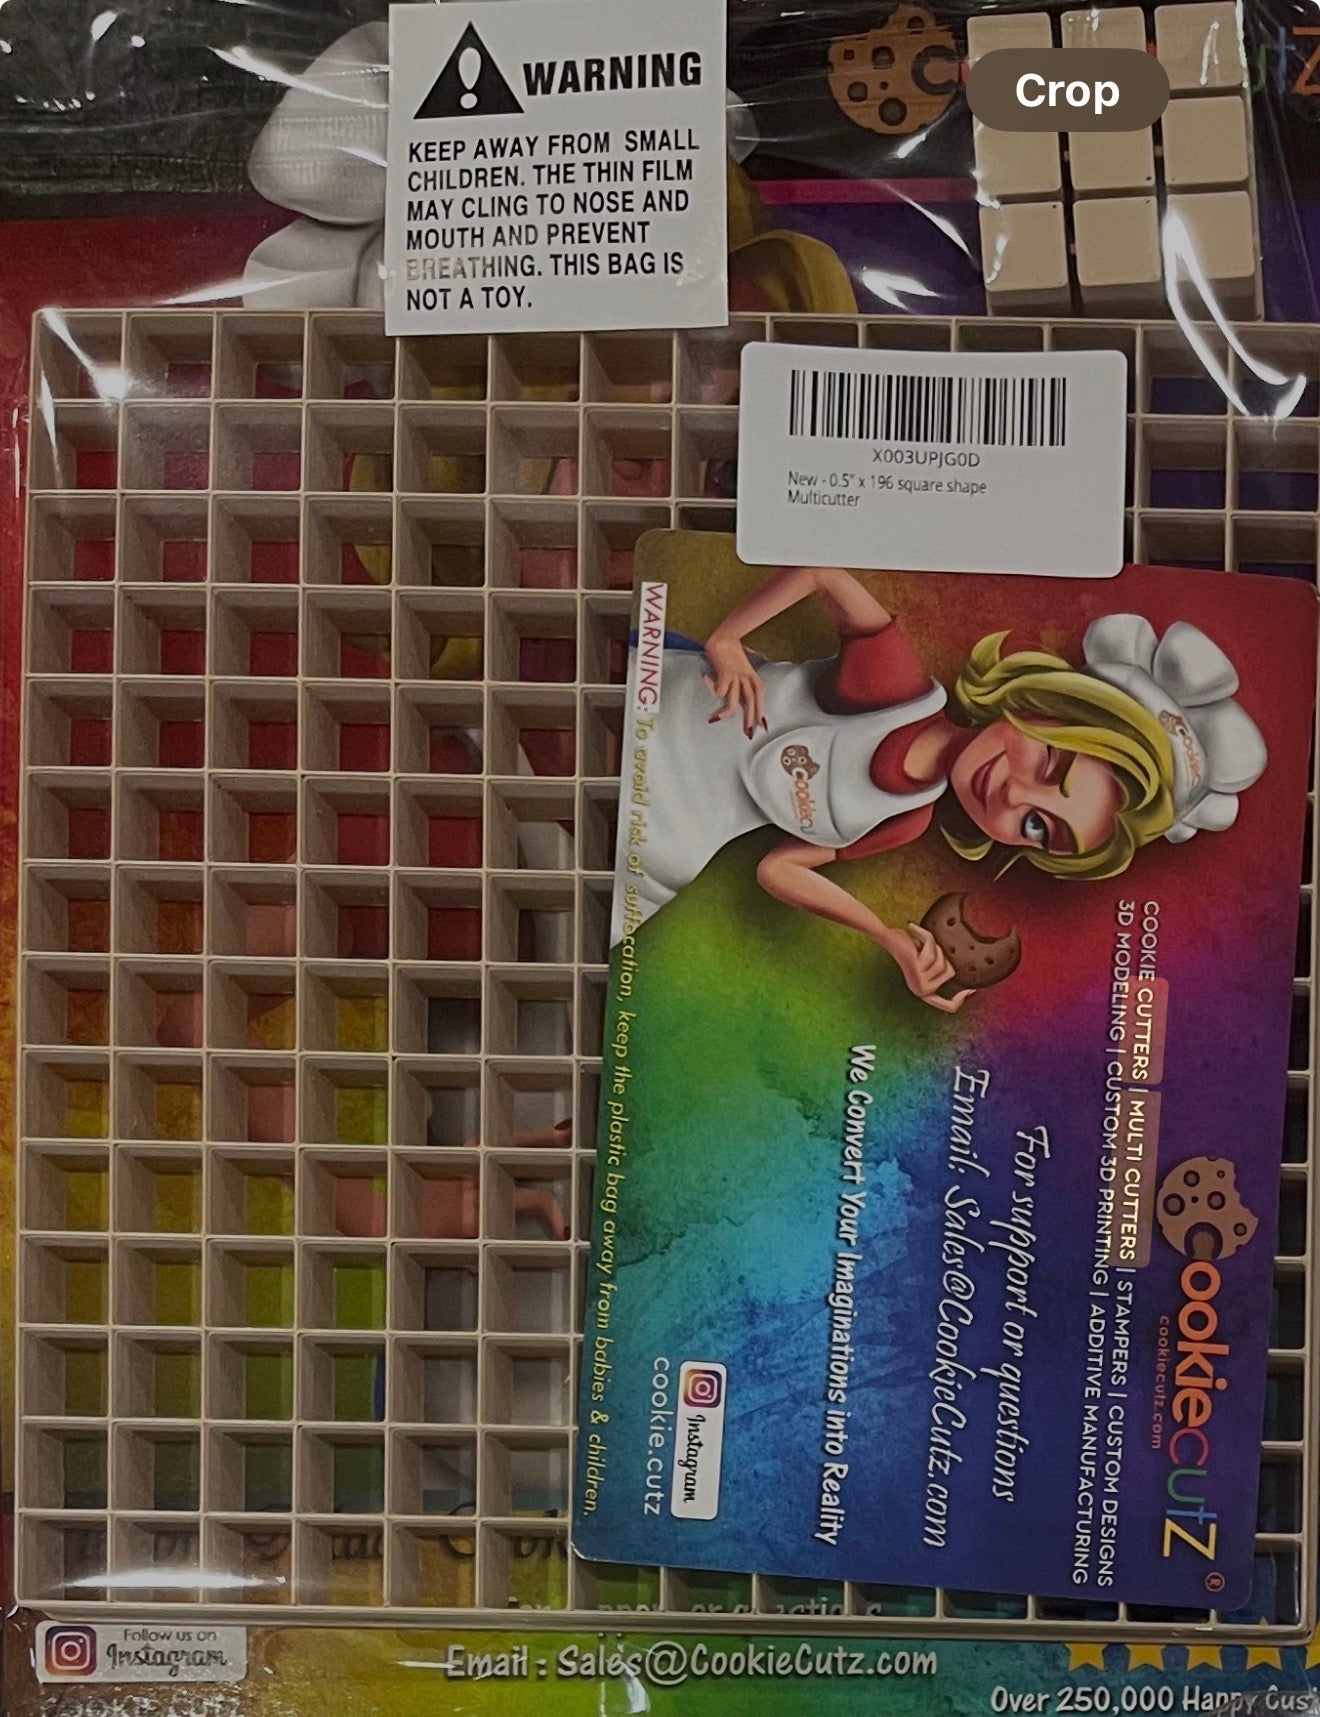 WARNING
KEEP AWAY FROM SMALL
CHILDREN. THE THIN FILM
MAY CLING TO NOSE AND
MOUTH AND PREVENT
BREATHING. THIS BAG IS
NOT A TOY.
Crop
X003UPJG0D
New - 0.5" x 196 square shape
Multicutter
CookiecutZ®
cookiecutz.com
COOKIE CUTTERS | MULTI CUTTERS | STAMPERS | CUSTOM DESIGNS
3D MODELING | CUSTOM 3D PRINTING | ADDITIVE MANUFACTURING
For support or questions
Email: Sales@CookieCutz.com
We Convert Your Imaginations into Reality
Instagram
cookie.cutz
WARNING: To avoid risk of suffocation, keep the plastic bag away from babies & children.
Follow us on
Instagram
Email : Sales@CookieCutz.com
Over 250,000 Happy